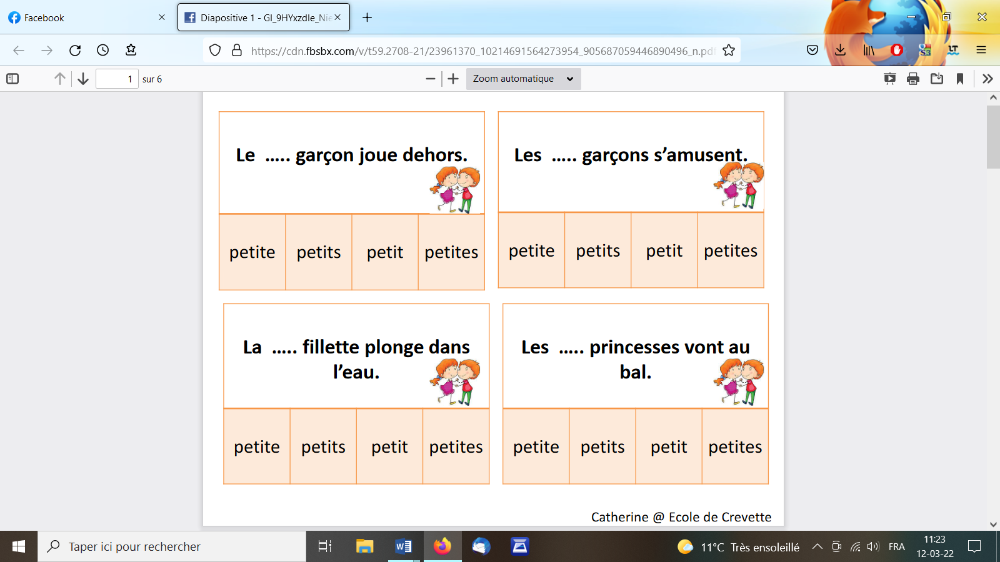 Facebook
Diapositive 1 - GI_9HYxzdIe_Nie
https://cdn.fbsbx.com/v/t59.2708-21/23961370_10214691564273954_905687059446890496_n.pdf
1 sur 6
Zoom automatique
Le ..... garçon joue dehors.
petite petits petit petites
Les ..... garçons s’amusent.
petite petits petit petites
La ..... fillette plonge dans
l’eau.
petite petits petit petites
Les ..... princesses vont au
bal.
petite petits petit petites
Catherine @ Ecole de Crevette
Taper ici pour rechercher
11°C Très ensoleillé
FRA
11:23
12-03-22